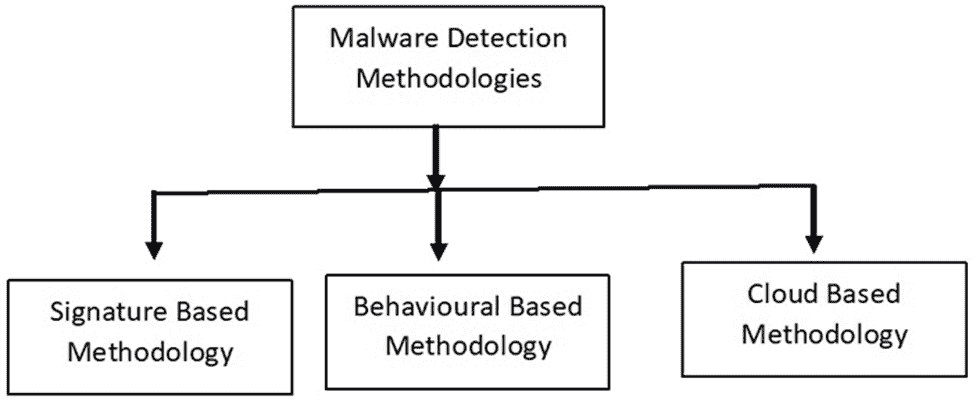 Malware Detection
Methodologies
Signature Based
Methodology
Behavioural Based
Methodology
Cloud Based
Methodology